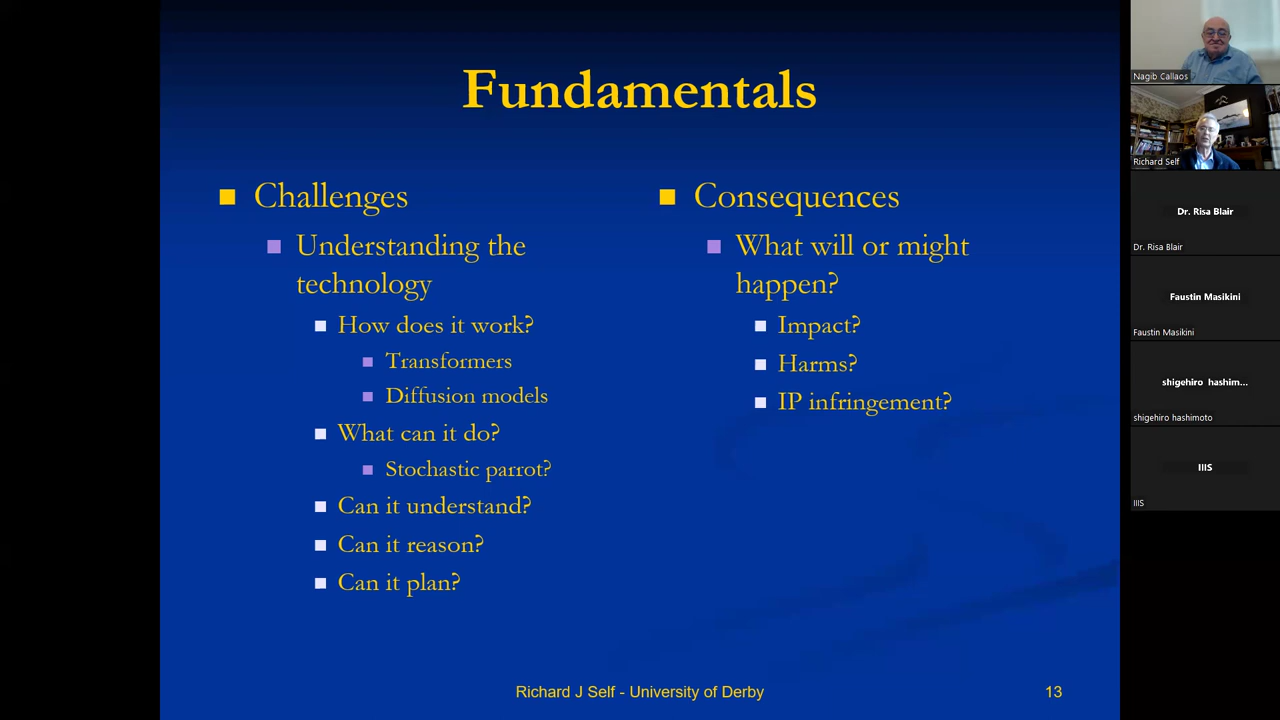 Fundamentals
Challenges
Understanding the
technology
How does it work?
Transformers
Diffusion models
What can it do?
Stochastic parrot?
Can it understand?
Can it reason?
Can it plan?
Consequences
What will or might
happen?
Impact?
Harms?
IP infringement?
Richard J Self - University of Derby
13
Nagib Callaos
Richard Self
Dr. Risa Blair
Dr. Risa Blair
Faustin Masikini
Faustin Masikini
shigehiro hashim...
shigehiro hashimoto
IIIS
IIIS